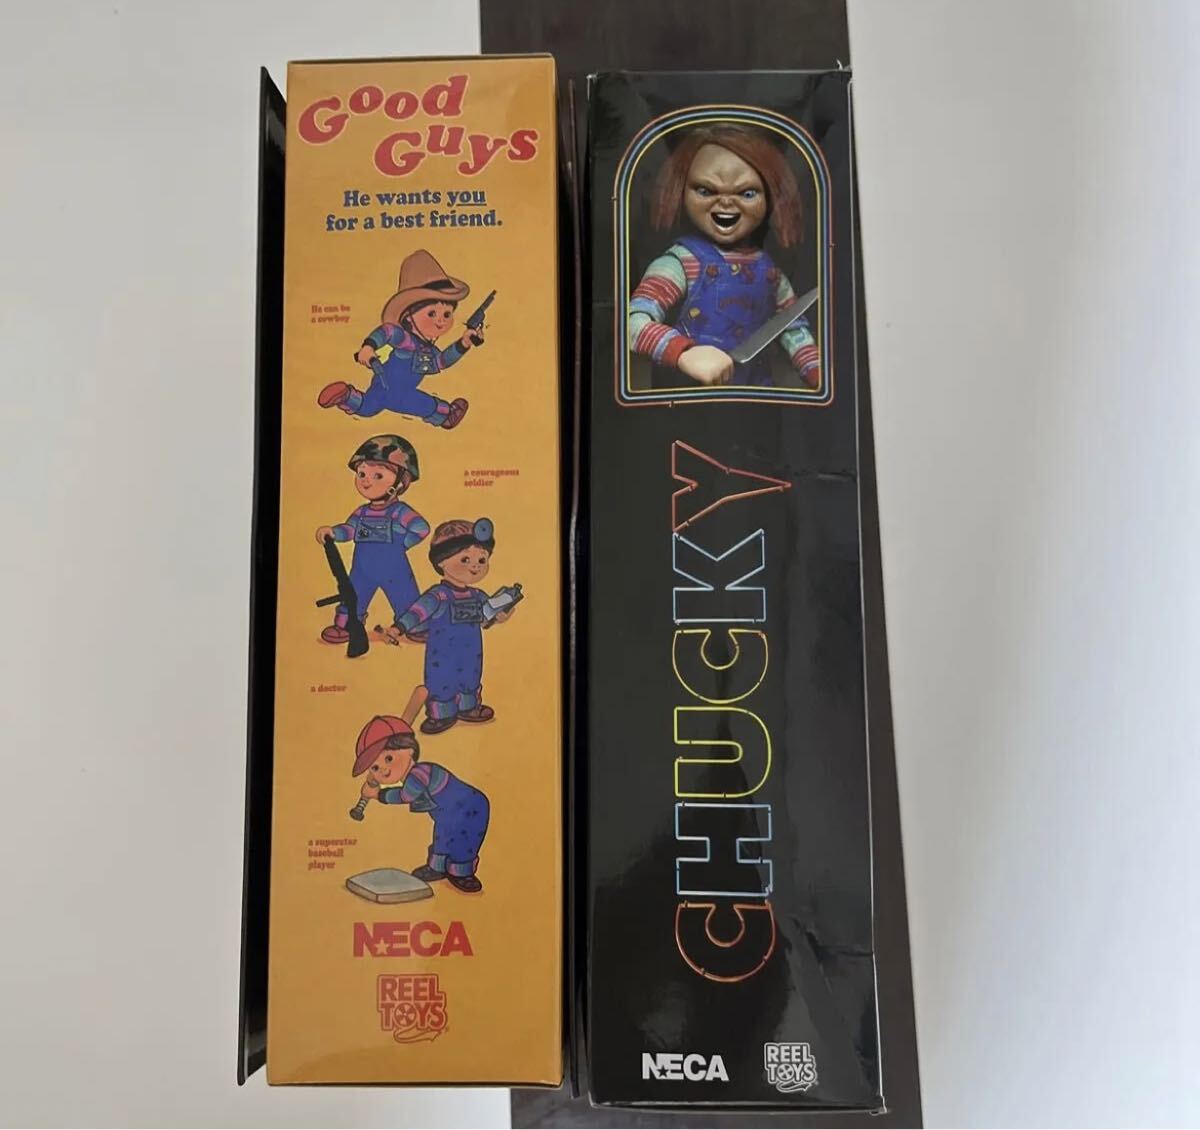 Good
Guys
He wants you
for a best friend.
He can be
a cowboy
a courageous
soldier
a doctor
a superstar
baseball
player
NECA
REEL
TOYS
CHUCKY
NECA
REEL
TOYS